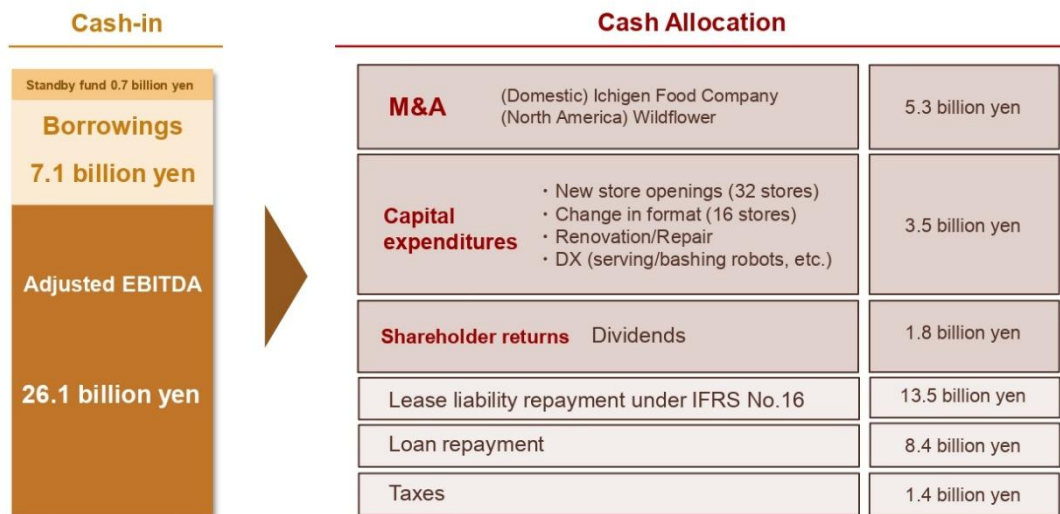 Cash-in
Standby fund 0.7 billion yen
Borrowings
7.1 billion yen
Adjusted EBITDA
26.1 billion yen
Cash Allocation
M&A
(Domestic) Ichigen Food Company
(North America) Wildflower
5.3 billion yen
Capital
expenditures
・New store openings (32 stores)
・Change in format (16 stores)
・Renovation/Repair
・DX (serving/bashing robots, etc.)
3.5 billion yen
Shareholder returns Dividends
1.8 billion yen
Lease liability repayment under IFRS No.16
13.5 billion yen
Loan repayment
8.4 billion yen
Taxes
1.4 billion yen